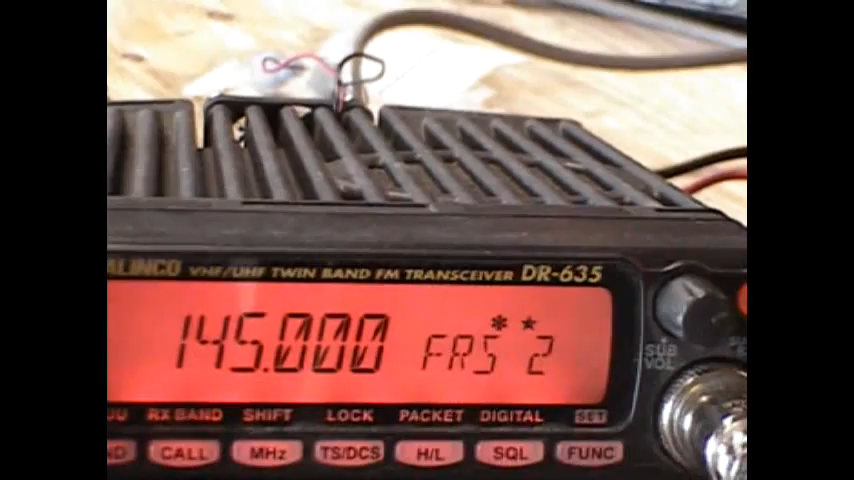 ALINCO VHF/UHF TWIN BAND FM TRANSCEIVER DR-635
145.000 FRS 2
RX BAND SHIFT LOCK PACKET DIGITAL SET
CALL MHz TS/DCS H/L SQL FUNC
SUB
VOL